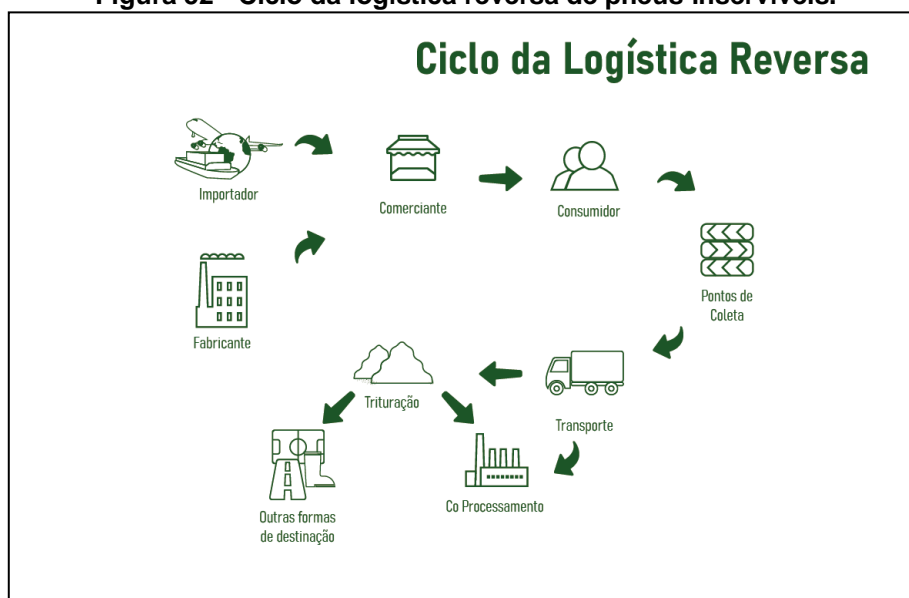 Figura 32 - Ciclo da logística reversa de pneus inservíveis.
Ciclo da Logística Reversa
Importador
Comerciante
Consumidor
Pontos de
Coleta
Fabricante
Trituração
Transporte
Outras formas
de destinação
Co Processamento